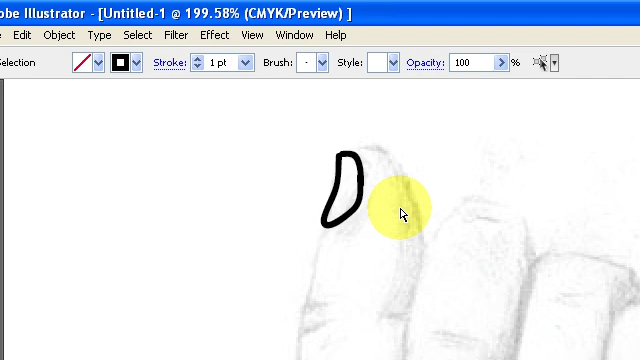 obe Illustrator - [Untitled-1 @ 199.58% (CMYK/Preview) ]
e Edit Object Type Select Filter Effect View Window Help
Selection Stroke: 1 pt Brush: - Style: Opacity: 100 %